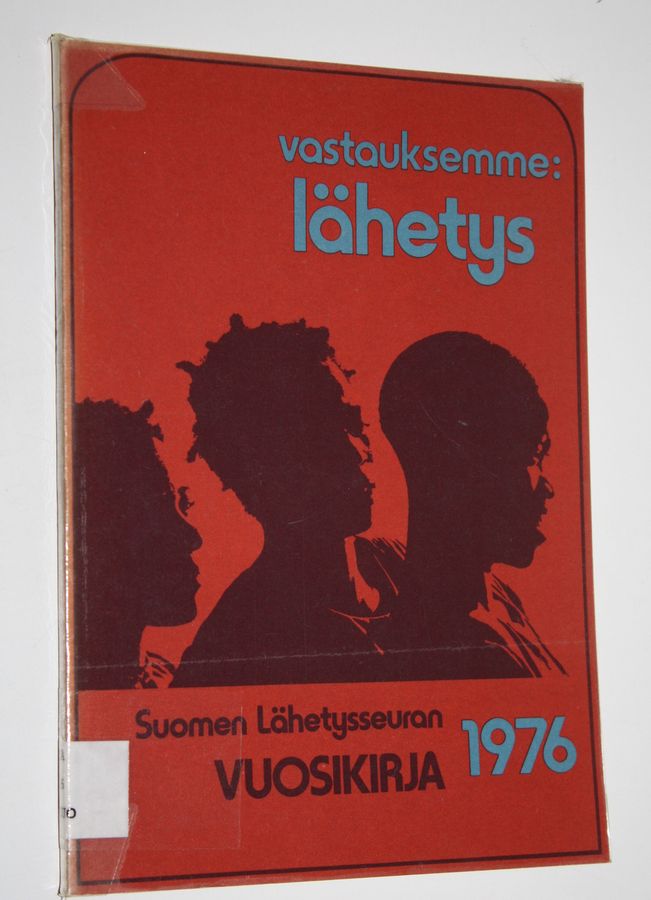 vastauksemme:
lähetys
Suomen Lähetysseuran
VUOSIKIRJA
1976